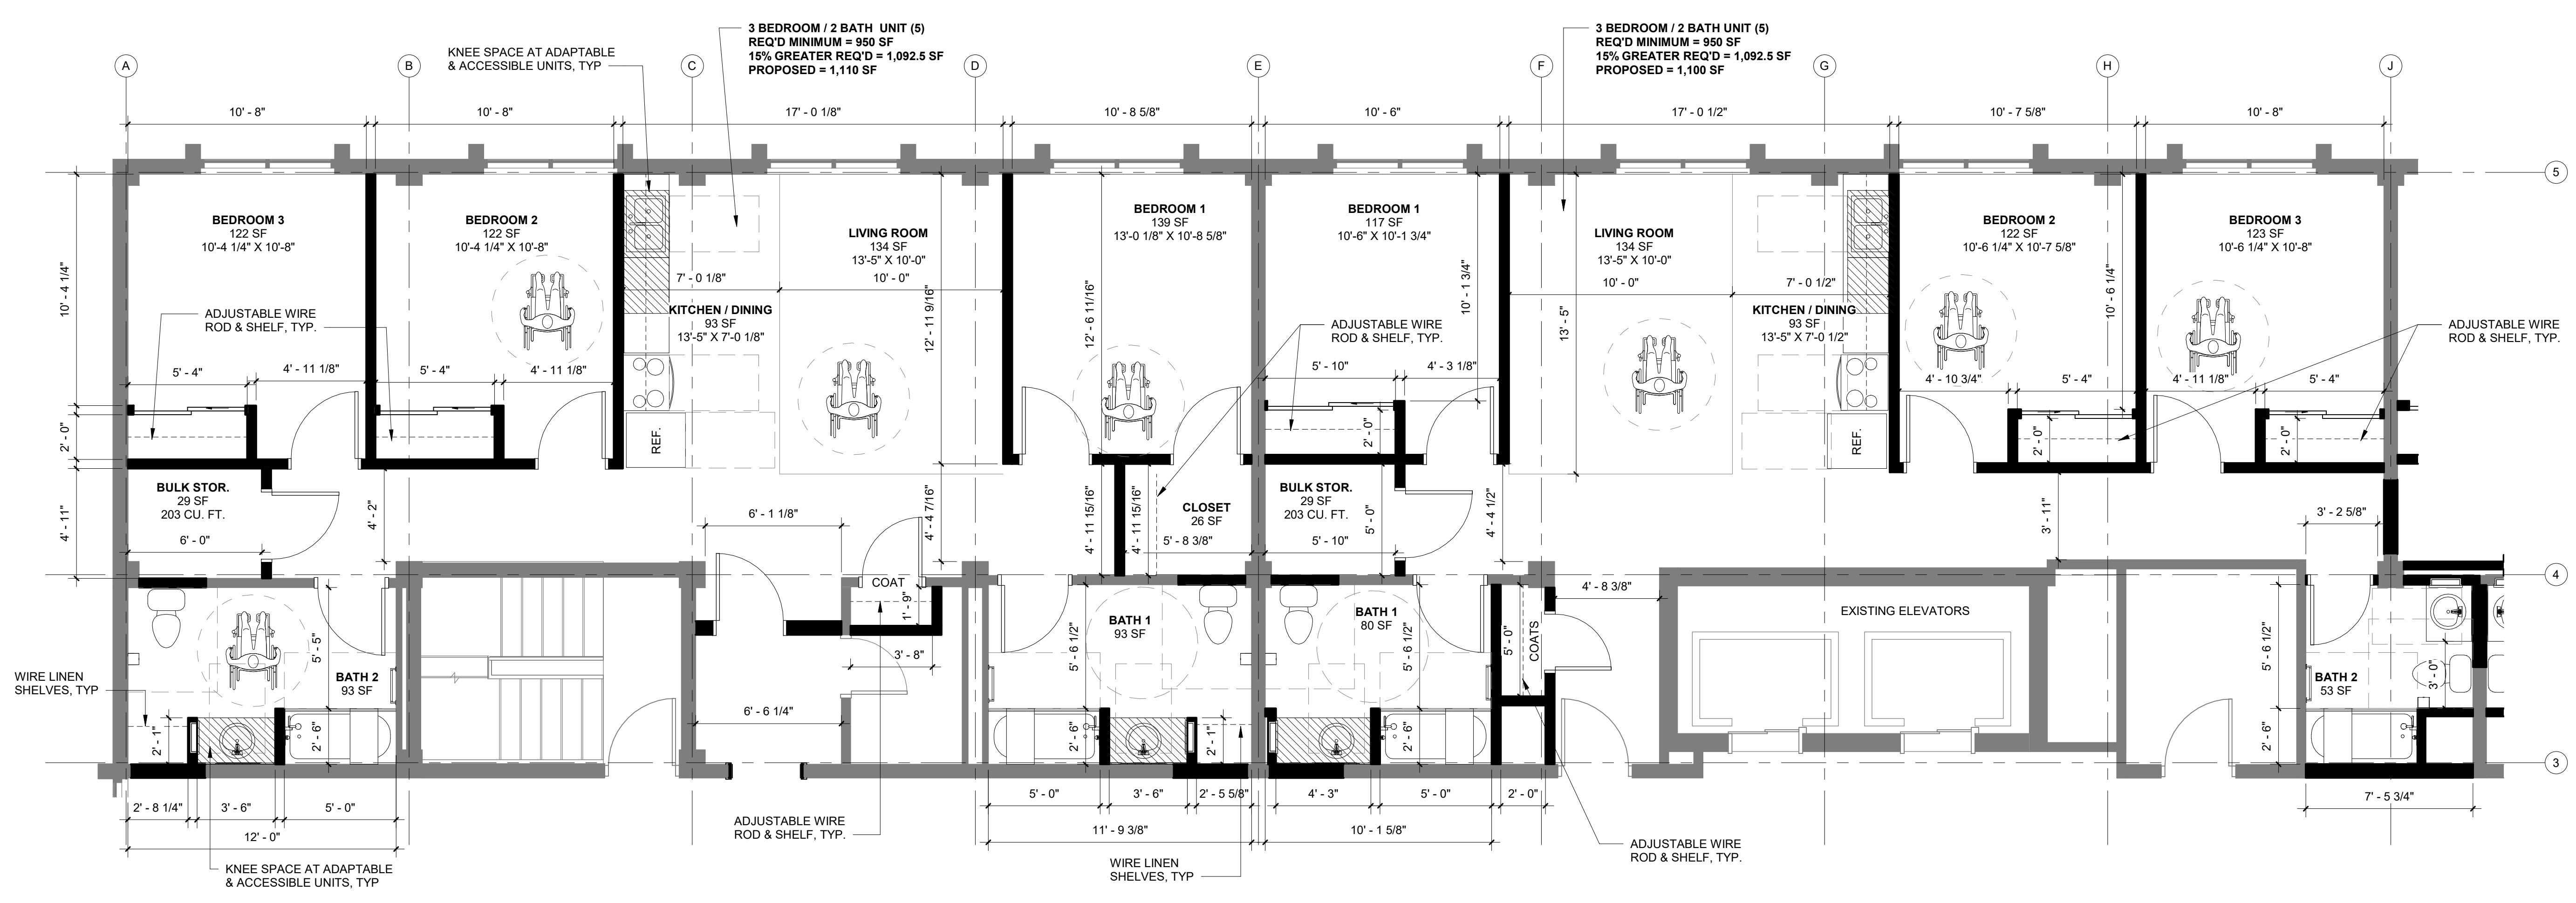 3 BEDROOM / 2 BATH UNIT (5)
REQ'D MINIMUM = 950 SF
15% GREATER REQ'D = 1,092.5 SF
PROPOSED = 1,110 SF
3 BEDROOM / 2 BATH UNIT (5)
REQ'D MINIMUM = 950 SF
15% GREATER REQ'D = 1,092.5 SF
PROPOSED = 1,100 SF
KNEE SPACE AT ADAPTABLE
& ACCESSIBLE UNITS, TYP
A
B
C
D
E
F
G
H
J
10' - 8"
10' - 8"
17' - 0 1/8"
10' - 8 5/8"
10' - 6"
17' - 0 1/2"
10' - 7 5/8"
10' - 8"
5
BEDROOM 3
122 SF
10'-4 1/4" X 10'-8"
BEDROOM 2
122 SF
10'-4 1/4" X 10'-8"
LIVING ROOM
134 SF
13'-5" X 10'-0"
BEDROOM 1
139 SF
13'-0 1/8" X 10'-8 5/8"
BEDROOM 1
117 SF
10'-6" X 10'-1 3/4"
LIVING ROOM
134 SF
13'-5" X 10'-0"
BEDROOM 2
122 SF
10'-6 1/4" X 10'-7 5/8"
BEDROOM 3
123 SF
10'-6 1/4" X 10'-8"
7' - 0 1/8"
10' - 0"
10' - 0"
7' - 0 1/2"
10' - 4 1/4"
12' - 11 9/16"
12' - 6 11/16"
10' - 1 3/4"
13' - 5"
10' - 6 1/4"
KITCHEN / DINING
93 SF
13'-5" X 7'-0 1/8"
KITCHEN / DINING
93 SF
13'-5" X 7'-0 1/2"
ADJUSTABLE WIRE
ROD & SHELF, TYP.
ADJUSTABLE WIRE
ROD & SHELF, TYP.
ADJUSTABLE WIRE
ROD & SHELF, TYP.
5' - 4"
4' - 11 1/8"
5' - 4"
4' - 11 1/8"
5' - 10"
4' - 3 1/8"
4' - 10 3/4"
5' - 4"
4' - 11 1/8"
5' - 4"
2' - 0"
REF.
2' - 0"
REF.
2' - 0"
2' - 0"
BULK STOR.
29 SF
203 CU. FT.
6' - 0"
4' - 11"
4' - 2"
6' - 1 1/8"
4' - 4 7/16"
4' - 11 15/16"
4' - 11 15/16"
CLOSET
26 SF
5' - 8 3/8"
BULK STOR.
29 SF
203 CU. FT.
5' - 10"
5' - 0"
4' - 4 1/2"
3' - 11"
3' - 2 5/8"
4
COAT
1' - 9"
4' - 8 3/8"
5' - 5"
BATH 2
93 SF
3' - 8"
BATH 1
93 SF
5' - 6 1/2"
BATH 1
80 SF
5' - 6 1/2"
5' - 0"
COATS
EXISTING ELEVATORS
5' - 6 1/2"
BATH 2
53 SF
3' - 0"
WIRE LINEN
SHELVES, TYP
6' - 6 1/4"
2' - 1"
2' - 6"
2' - 6"
2' - 1"
2' - 6"
2' - 6"
3
2' - 8 1/4"
3' - 6"
5' - 0"
12' - 0"
5' - 0"
3' - 6"
2' - 5 5/8"
4' - 3"
5' - 0"
2' - 0"
7' - 5 3/4"
11' - 9 3/8"
10' - 1 5/8"
ADJUSTABLE WIRE
ROD & SHELF, TYP.
ADJUSTABLE WIRE
ROD & SHELF, TYP.
WIRE LINEN
SHELVES, TYP
KNEE SPACE AT ADAPTABLE
& ACCESSIBLE UNITS, TYP